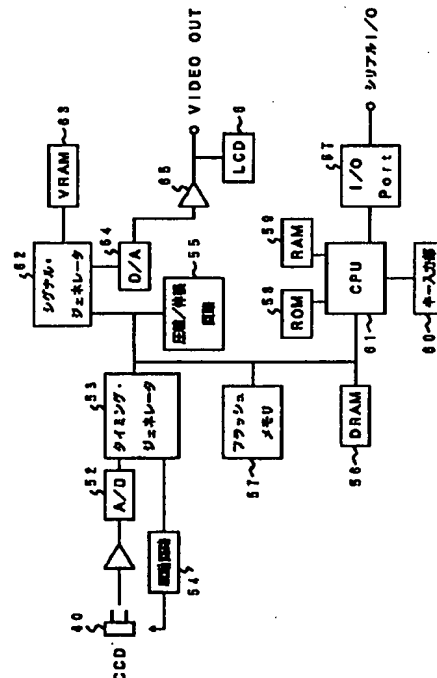 CCD
40
A/D
52
駆動回路
54
タイミング・
ジェネレータ
53
シグナル・
ジェネレータ
62
VRAM
63
D/A
64
65
VIDEO OUT
LCD
6
圧縮/伸張
回路
55
フラッシュ
メモリ
57
DRAM
56
CPU
61
ROM
58
RAM
59
キー入力部
60
I/O
Port
67
シリアルI/O